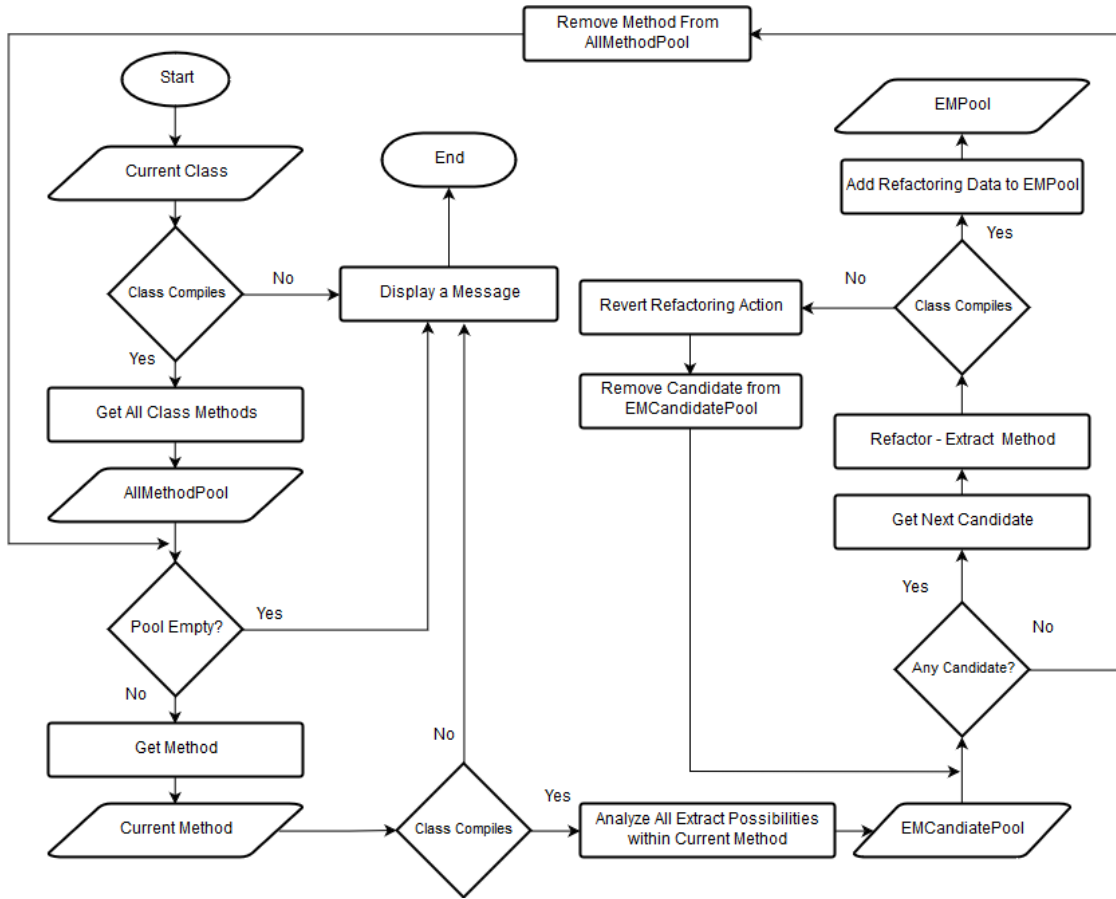 Remove Method From
AllMethodPool
Start
EMPool
Current Class
End
Add Refactoring Data to EMPool
Yes
Class Compiles
No
Display a Message
Revert Refactoring Action
No
Class Compiles
Yes
Get All Class Methods
Remove Candidate from
EMCandidatePool
Refactor - Extract Method
AllMethodPool
Get Next Candidate
Yes
Pool Empty?
Yes
No
Any Candidate?
No
Get Method
No
Current Method
Class Compiles
Yes
Analyze All Extract Possibilities
within Current Method
EMCandiatePool